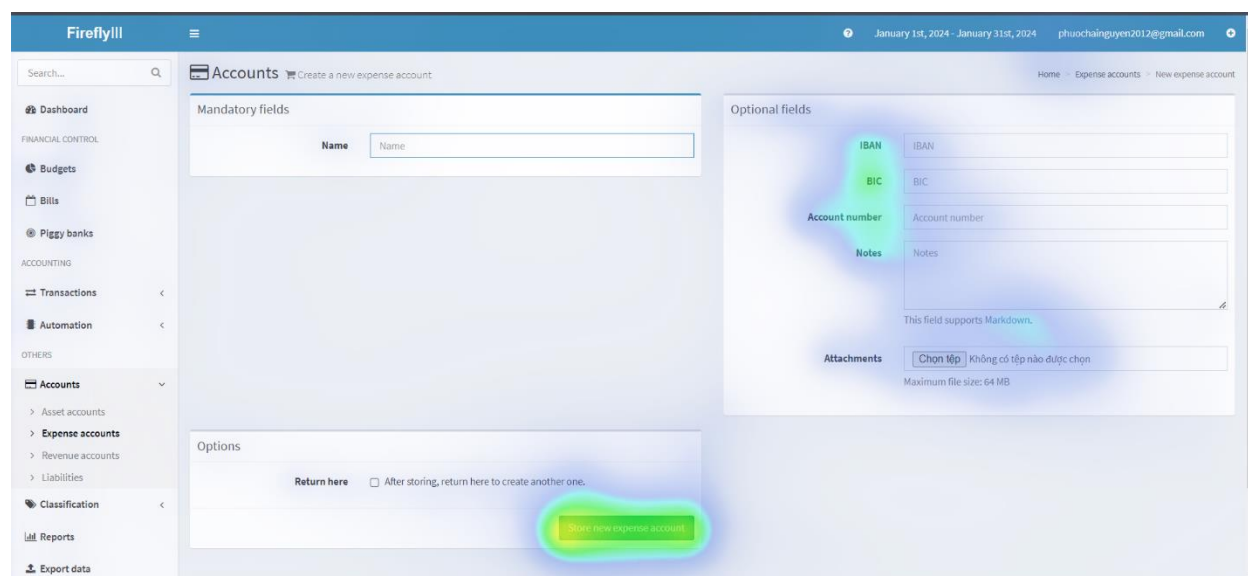 FireflyIII
January 1st, 2024 - January 31st, 2024 phuochainguyen2012@gmail.com
Search...
Dashboard
FINANCIAL CONTROL
Budgets
Bills
Piggy banks
ACCOUNTING
Transactions
Automation
OTHERS
Accounts
Asset accounts
Expense accounts
Revenue accounts
Liabilities
Classification
Reports
Export data
Accounts Create a new expense account
Home Expense accounts New expense account
Mandatory fields
Name Name
Optional fields
IBAN IBAN
BIC BIC
Account number Account number
Notes Notes
This field supports Markdown.
Attachments Chọn tệp Không có tệp nào được chọn
Maximum file size: 64 MB
Options
Return here After storing, return here to create another one.
Store new expense account